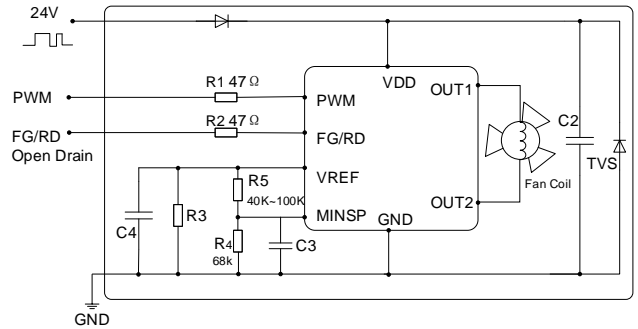 24V
VDD
OUT1
C2
R1 47Ω
PWM
PWM
R2 47Ω
FG/RD
Open Drain
FG/RD
TVS
VREF
Fan Coil
R5
40K~100K
MINSP
GND
OUT2
C4
R3
R4
68k
C3
GND